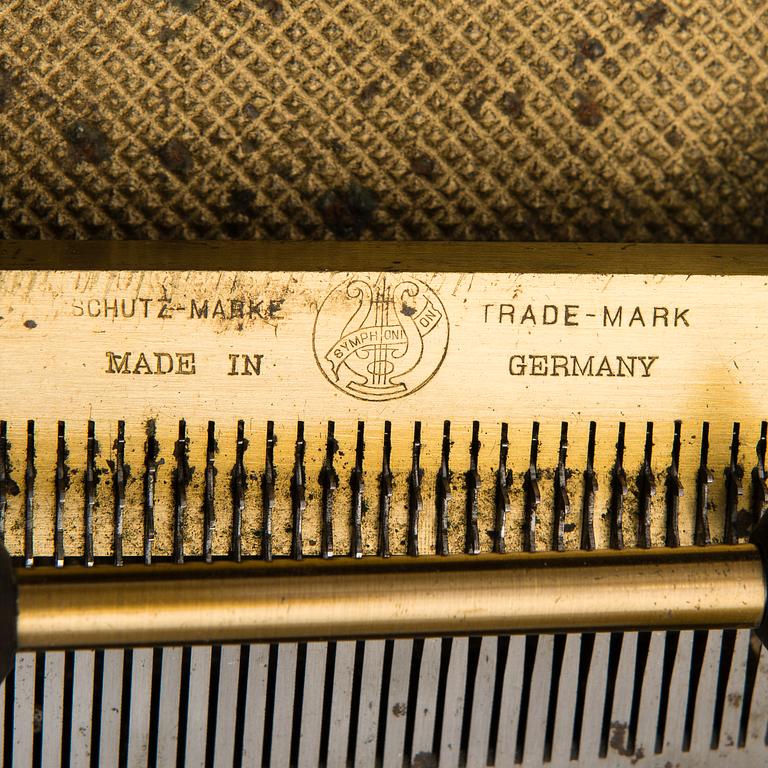 SCHUTZ-MARKE SYMPHONION TRADE-MARK
MADE IN GERMANY